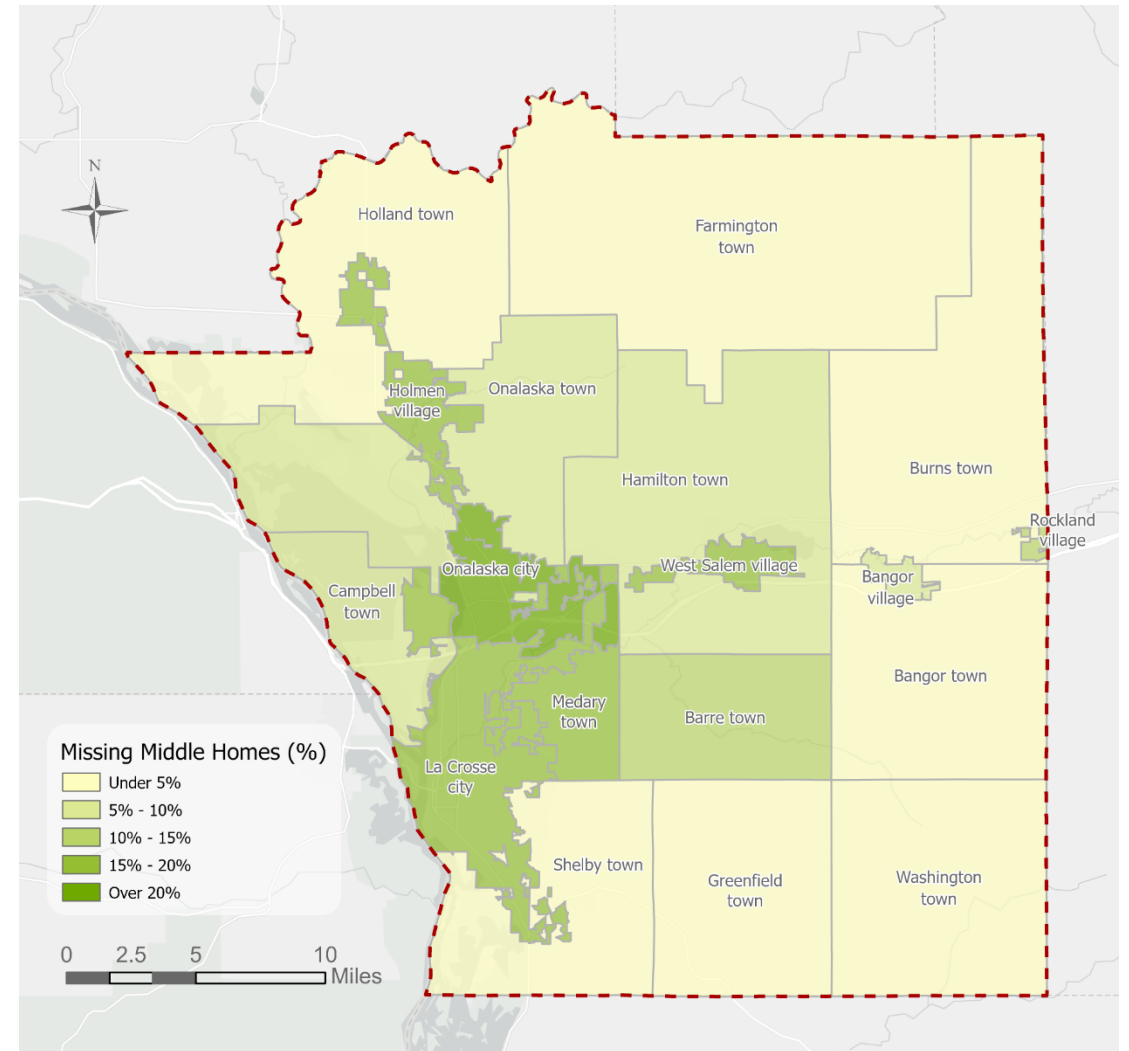 N
Holland town
Farmington
town
Holmen
village
Onalaska town
Hamilton town
Burns town
Rockland
village
Onalaska city
West Salem village
Bangor
village
Campbell
town
Medary
town
Barre town
Bangor town
La Crosse
city
Shelby town
Greenfield
town
Washington
town
Missing Middle Homes (%)
Under 5%
5% - 10%
10% - 15%
15% - 20%
Over 20%
0 2.5 5 10
Miles